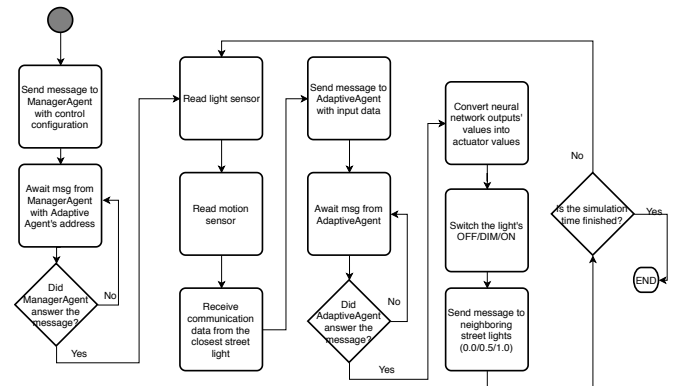 Send message to
ManagerAgent
with control
configuration
Await msg from
ManagerAgent
with Adaptive
Agent's address
Did
ManagerAgent
answer the
message?
No
Yes
Read light sensor
Read motion
sensor
Receive
communication
data from the
closest street
light
Send message to
AdaptiveAgent
with input data
Await msg from
AdaptiveAgent
Did
AdaptiveAgent
answer the
message?
No
Yes
Convert neural
network outputs'
values into
actuator values
Switch the light's
OFF/DIM/ON
Send message to
neighboring
street lights
(0.0/0.5/1.0)
No
Is the simulation
time finished?
Yes
END